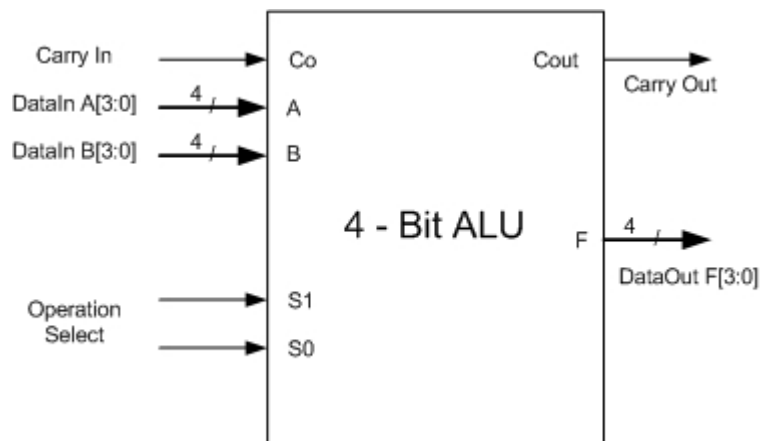 Carry In
Co
Cout
Carry Out
DataIn A[3:0]
4
A
DataIn B[3:0]
4
B
4 - Bit ALU
F
4
DataOut F[3:0]
Operation
Select
S1
S0